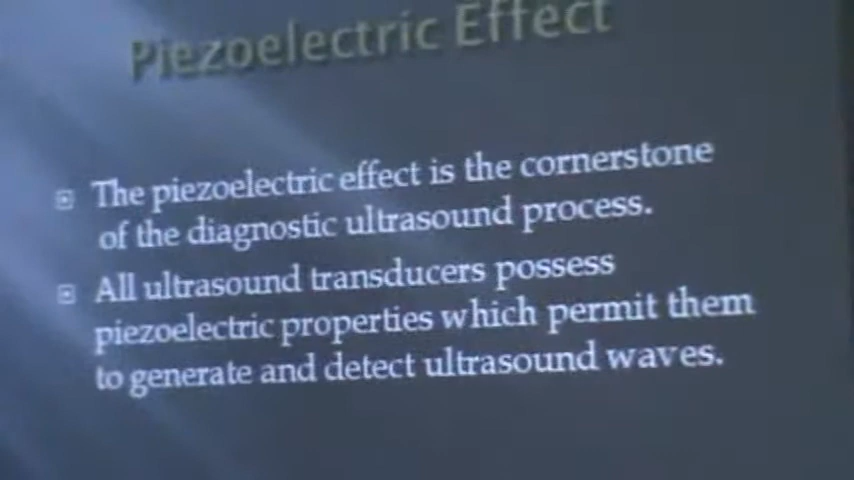 Piezoelectric Effect
The piezoelectric effect is the cornerstone
of the diagnostic ultrasound process.
All ultrasound transducers possess
piezoelectric properties which permit them
to generate and detect ultrasound waves.